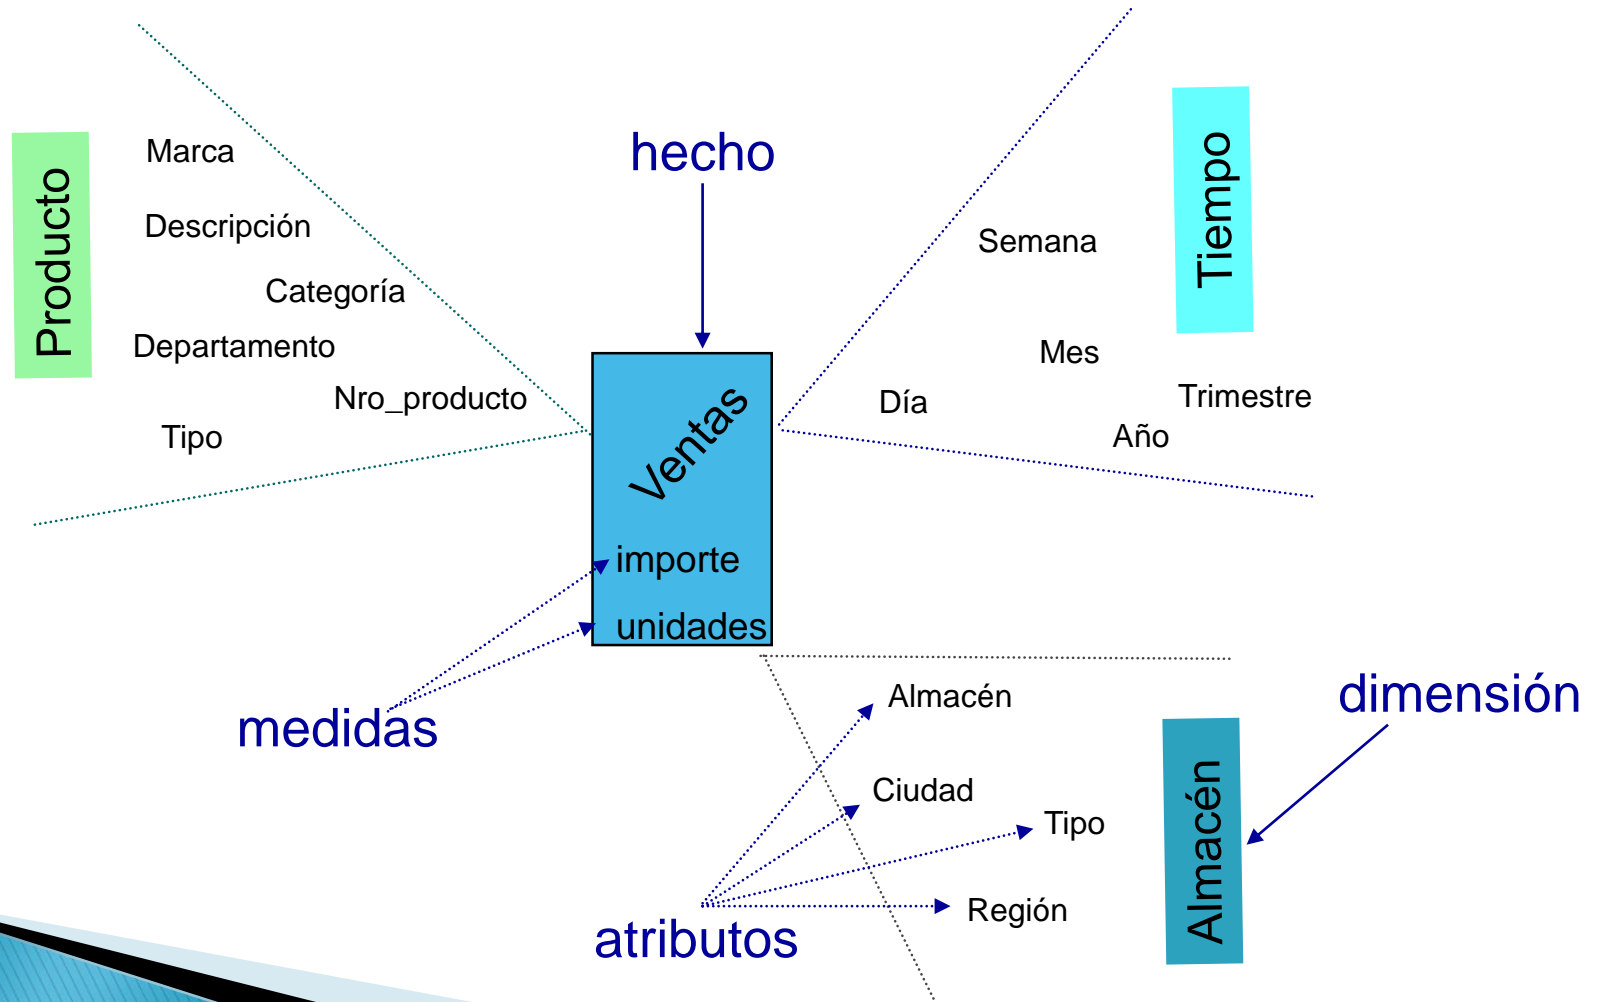 Producto
Marca
Descripción
Categoría
Departamento
Nro_producto
Tipo
hecho
Ventas
importe
unidades
medidas
Tiempo
Semana
Mes
Día
Trimestre
Año
Almacén
Ciudad
Tipo
Región
atributos
Almacén
dimensión